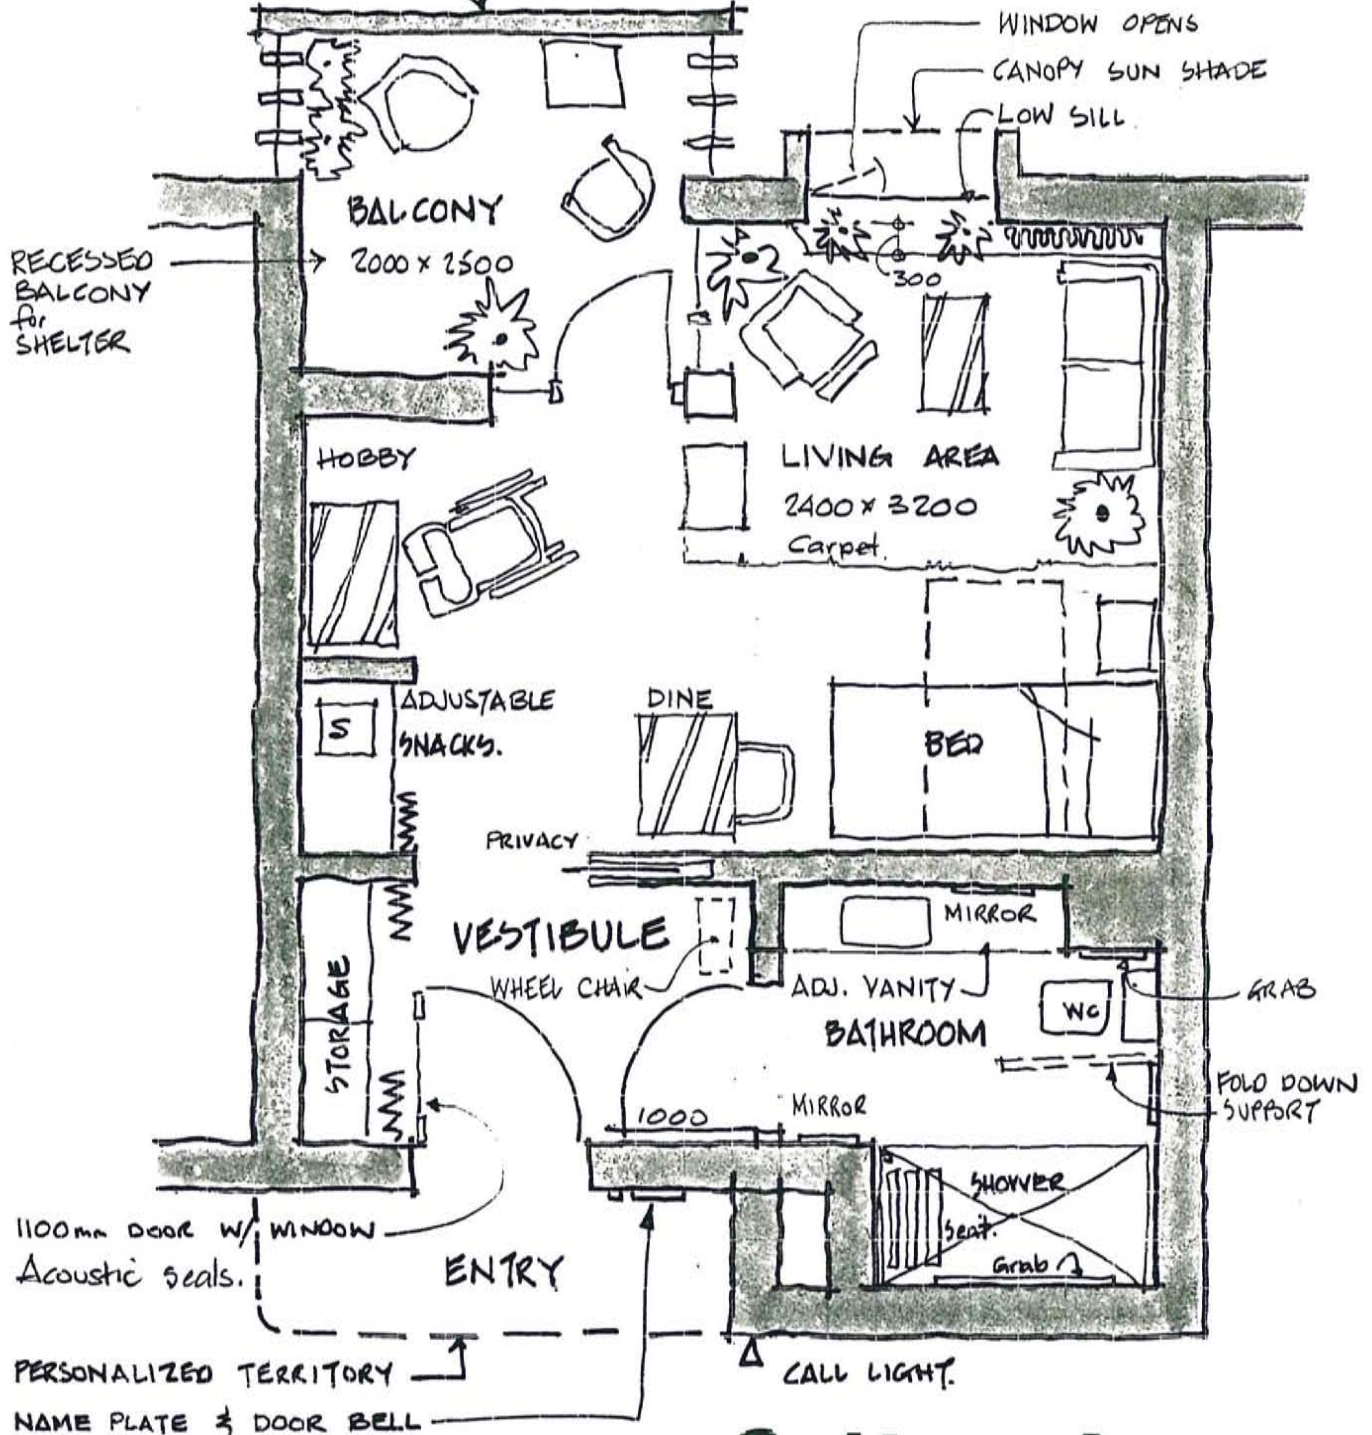 WINDOW OPENS
CANOPY SUN SHADE
LOW SILL
BALCONY
2000 x 2500
RECESSED
BALCONY
for
SHELTER
300
HOBBY
LIVING AREA
2400 x 3200
Carpet.
ADJUSTABLE
SNACKS.
S
DINE
BED
PRIVACY
VESTIBULE
MIRROR
WHEEL CHAIR
ADJ. VANITY
GRAB
WC
BATHROOM
STORAGE
FOLD DOWN
SUPPORT
1000
MIRROR
SHOWER
Seat.
Grab
1100mm DOOR W/ WINDOW
Acoustic Seals.
ENTRY
PERSONALIZED TERRITORY
CALL LIGHT.
NAME PLATE & DOOR BELL